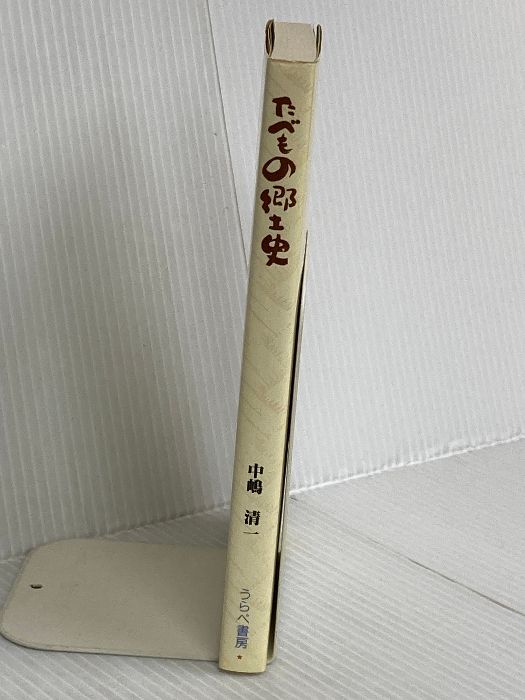 たべもの郷土史
中嶋 清一
うらべ書房